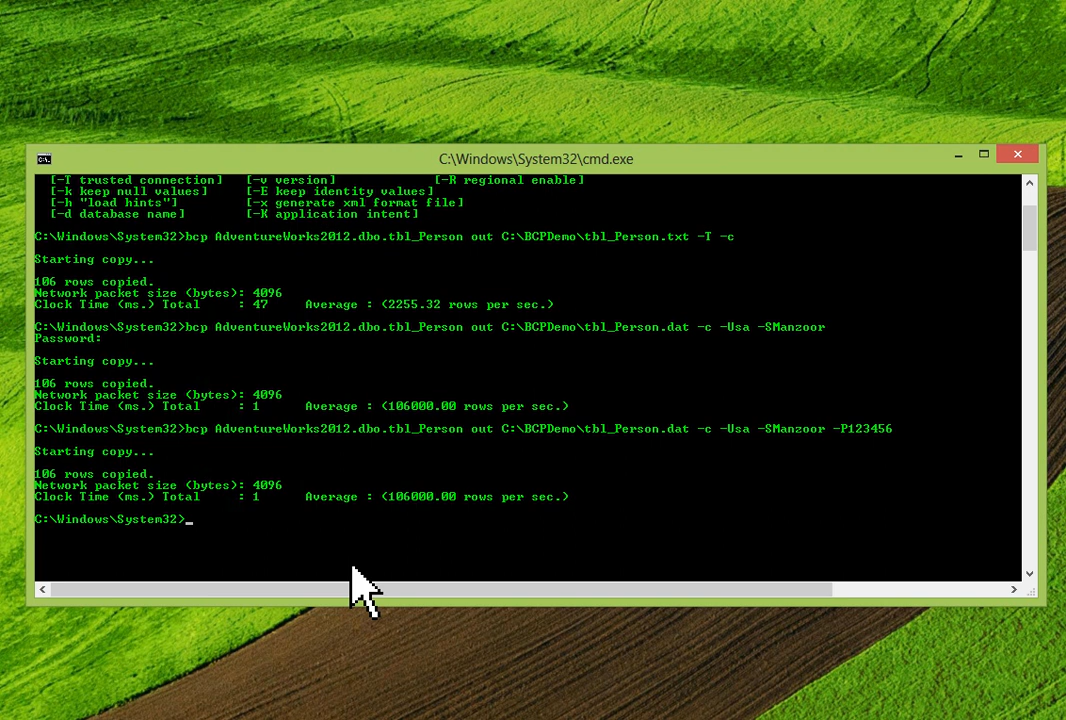 C:\Windows\System32\cmd.exe
[-T trusted connection] [-v version] [-R regional enable]
[-k keep null values] [-E keep identity values]
[-h "load hints"] [-x generate xml format file]
[-d database name] [-K application intent]
C:\Windows\System32>bcp AdventureWorks2012.dbo.tbl_Person out C:\BCPDemo\tbl_Person.txt -T -c
Starting copy...
106 rows copied.
Network packet size (bytes): 4096
Clock Time (ms.) Total : 47 Average : (2255.32 rows per sec.)
C:\Windows\System32>bcp AdventureWorks2012.dbo.tbl_Person out C:\BCPDemo\tbl_Person.dat -c -Usa -SManzoor
Password:
Starting copy...
106 rows copied.
Network packet size (bytes): 4096
Clock Time (ms.) Total : 1 Average : (106000.00 rows per sec.)
C:\Windows\System32>bcp AdventureWorks2012.dbo.tbl_Person out C:\BCPDemo\tbl_Person.dat -c -Usa -SManzoor -P123456
Starting copy...
106 rows copied.
Network packet size (bytes): 4096
Clock Time (ms.) Total : 1 Average : (106000.00 rows per sec.)
C:\Windows\System32>_